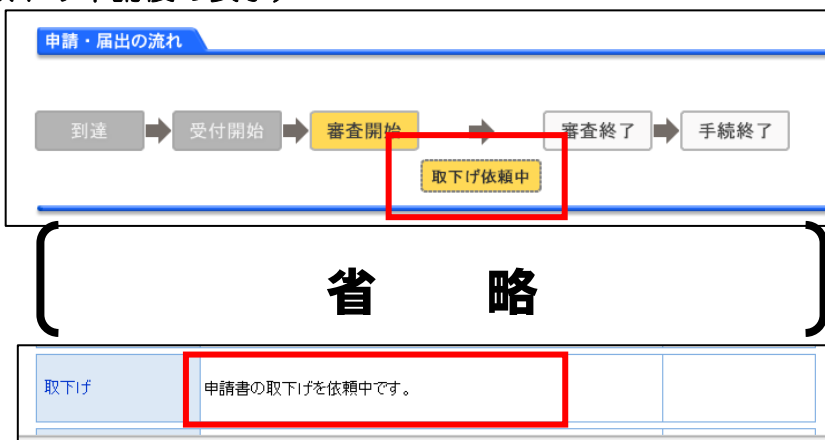 申請・届出の流れ
到達 受付開始 審査開始 審査終了 手続終了
取下げ依頼中
省 略
取下げ 申請書の取下げを依頼中です。